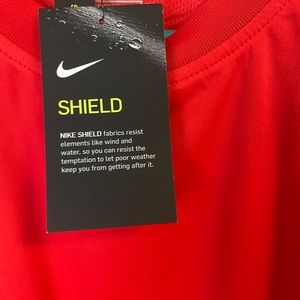 SHIELD
NIKE SHIELD fabrics resist
elements like wind and
water, so you can resist the
temptation to let poor weather
keep you from getting after it.